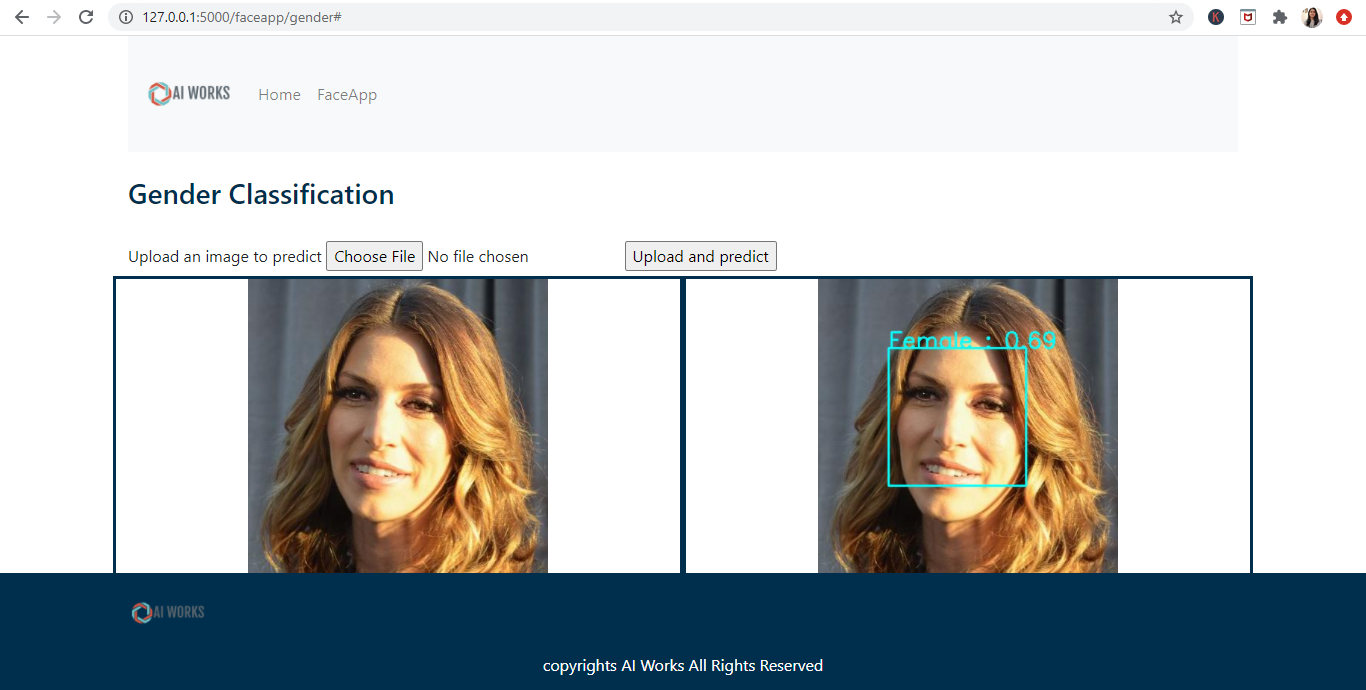 127.0.0.1:5000/faceapp/gender#
AI WORKS Home FaceApp
Gender Classification
Upload an image to predict Choose File No file chosen Upload and predict
Female : 0.69
AI WORKS
copyrights AI Works All Rights Reserved